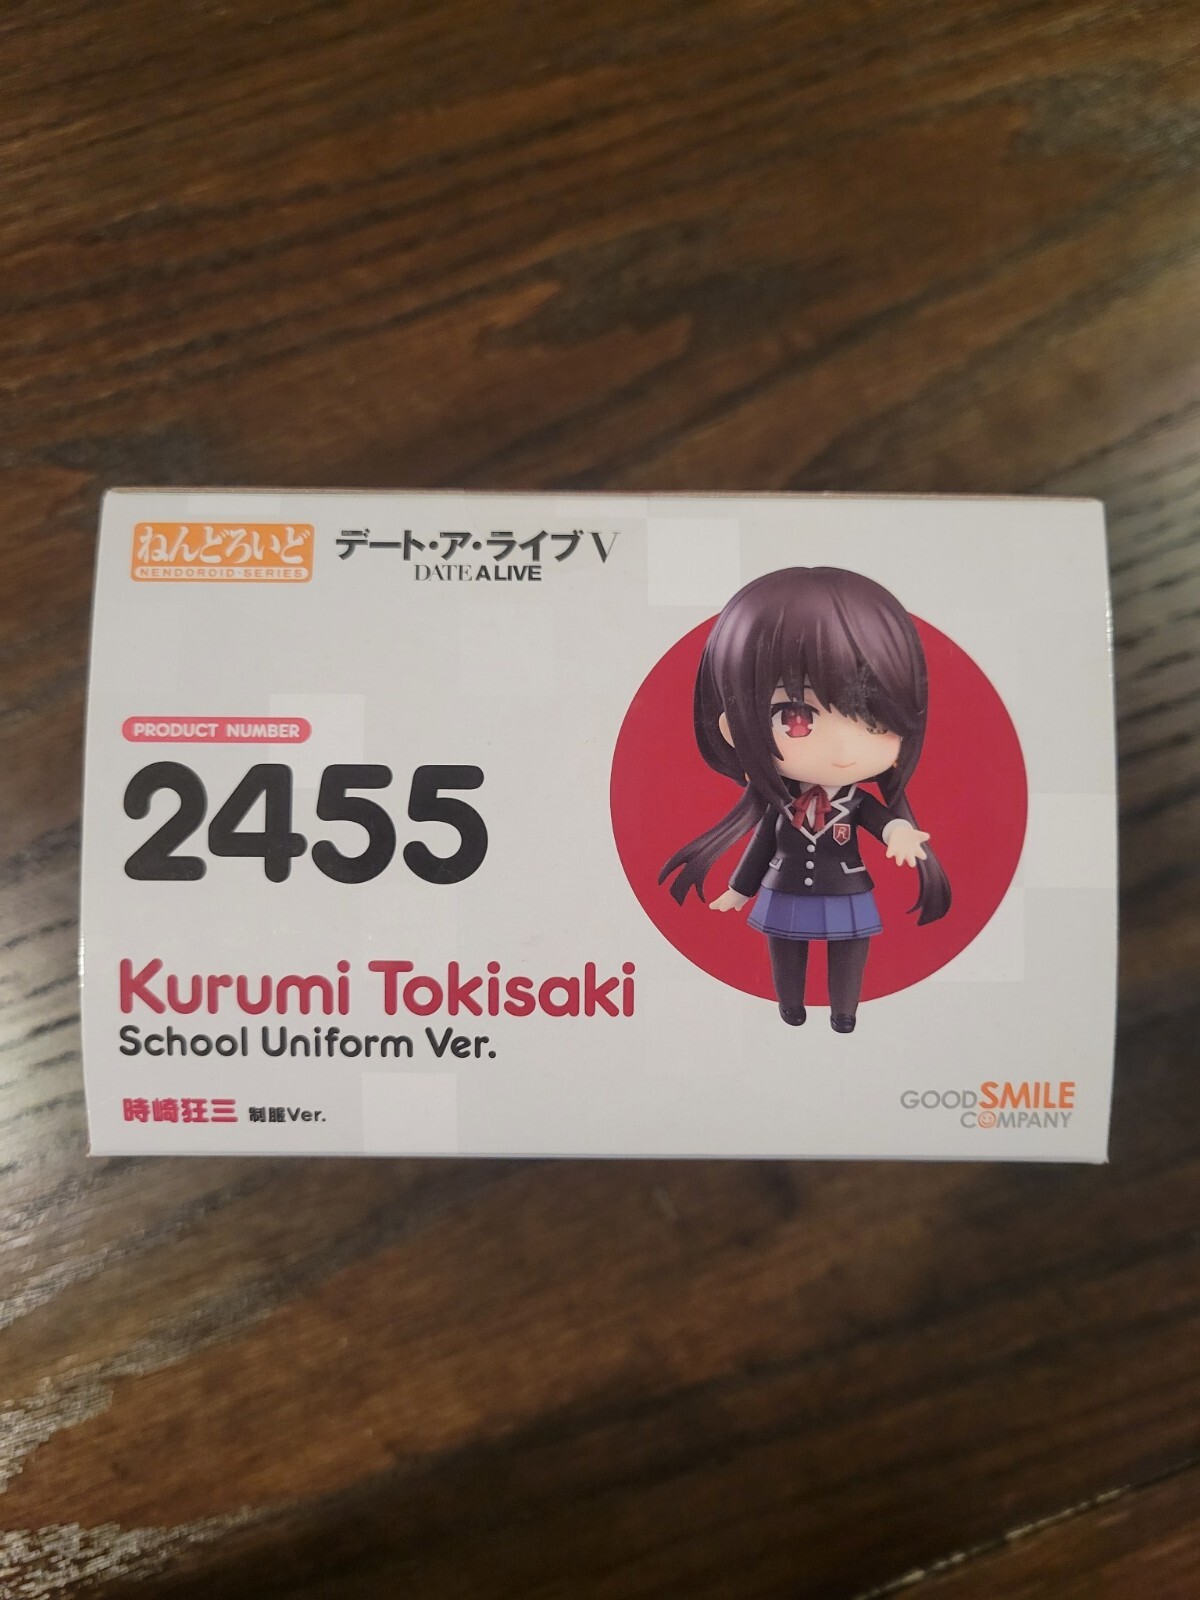 ねんどろいど
NENDOROID-SERIES
デート・ア・ライブV
DATE A LIVE
PRODUCT NUMBER
2455
Kurumi Tokisaki
School Uniform Ver.
時崎狂三 制服Ver.
R
GOOD SMILE
COMPANY